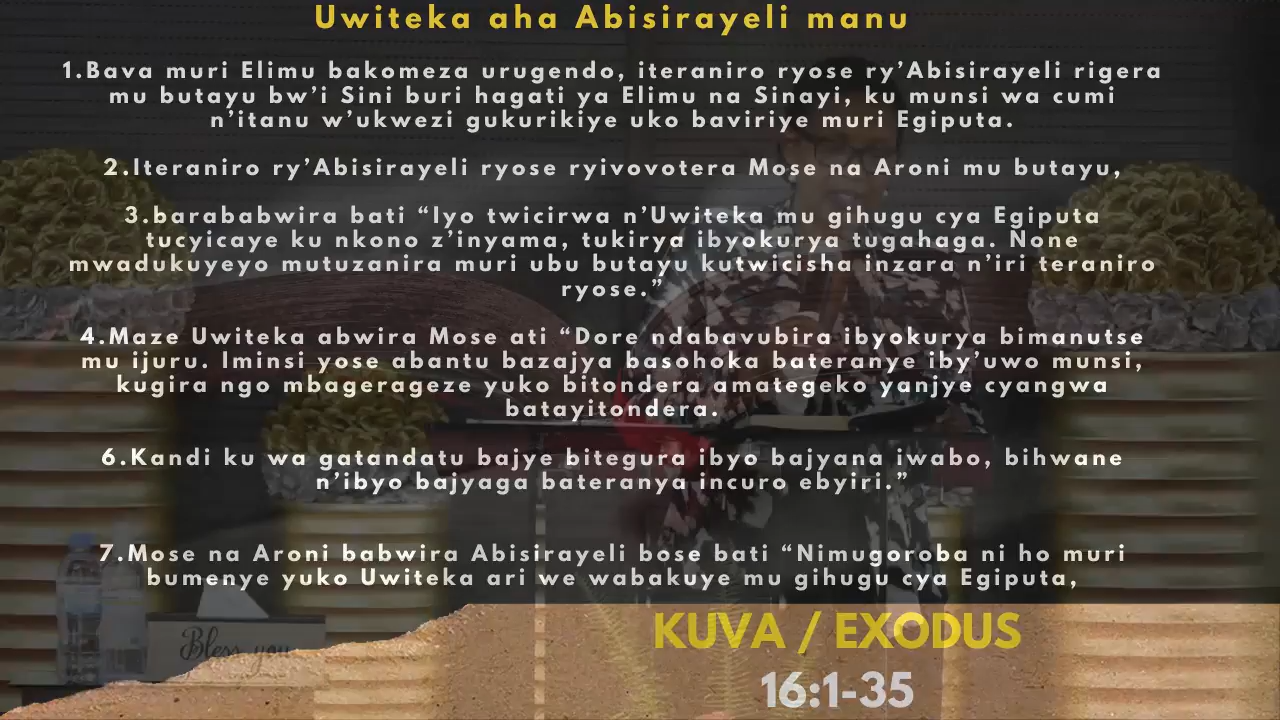 Uwiteka aha Abisirayeli manu
1.Bava muri Elimu bakomeza urugendo, iteraniro ryose ry’Abisirayeli rigera
mu butayu bw’i Sini buri hagati ya Elimu na Sinayi, ku munsi wa cumi
n’itanu w’ukwezi gukurikiye uko baviriye muri Egiputa.
2.Iteraniro ry’Abisirayeli ryose ryivovotera Mose na Aroni mu butayu,
3.barababwira bati “Iyo twicirwa n’Uwiteka mu gihugu cya Egiputa
tucyicaye ku nkono z’inyama, tukirya ibyokurya tugahaga. None
mwadukuyeyo mutuzanira muri ubu butayu kutwicisha inzara n’iri teraniro
ryose.”
4.Maze Uwiteka abwira Mose ati “Dore ndabavubira ibyokurya bimanutse
mu ijuru. Iminsi yose abantu bazajya basohoka bateranye iby’uwo munsi,
kugira ngo mbagerageze yuko bitondera amategeko yanjye cyangwa
batayitondera.
6.Kandi ku wa gatandatu bajye bitegura ibyo bajyana iwabo, bihwane
n’ibyo bajyaga bateranya incuro ebyiri.”
7.Mose na Aroni babwira Abisirayeli bose bati “Nimugoroba ni ho muri
bumenye yuko Uwiteka ari we wabakuye mu gihugu cya Egiputa,
Bless you
KUVA / EXODUS
16:1-35